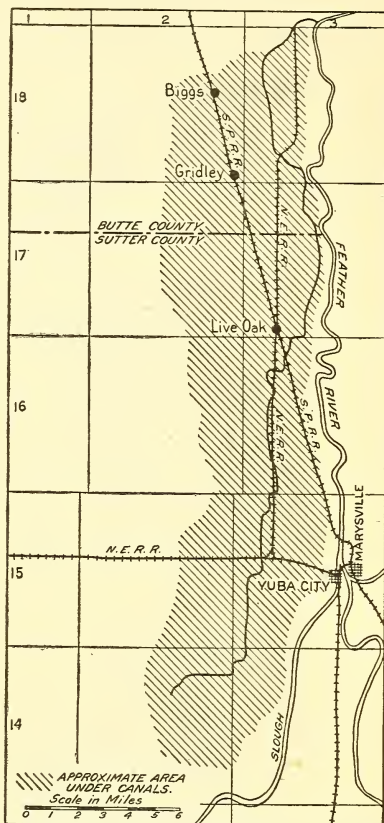 1
2
3
18
Biggs
S.P.R.R.
Gridley
BUTTE COUNTY
SUTTER COUNTY
17
N.E.R.R.
FEATHER
RIVER
Live Oak
16
N.E.R.R.
S.P.R.R.
MARYSVILLE
N.E.R.R.
15
YUBA CITY
14
SLOUGH
APPROXIMATE AREA
UNDER CANALS.
Scale in Miles
0 1 2 3 4 5 6